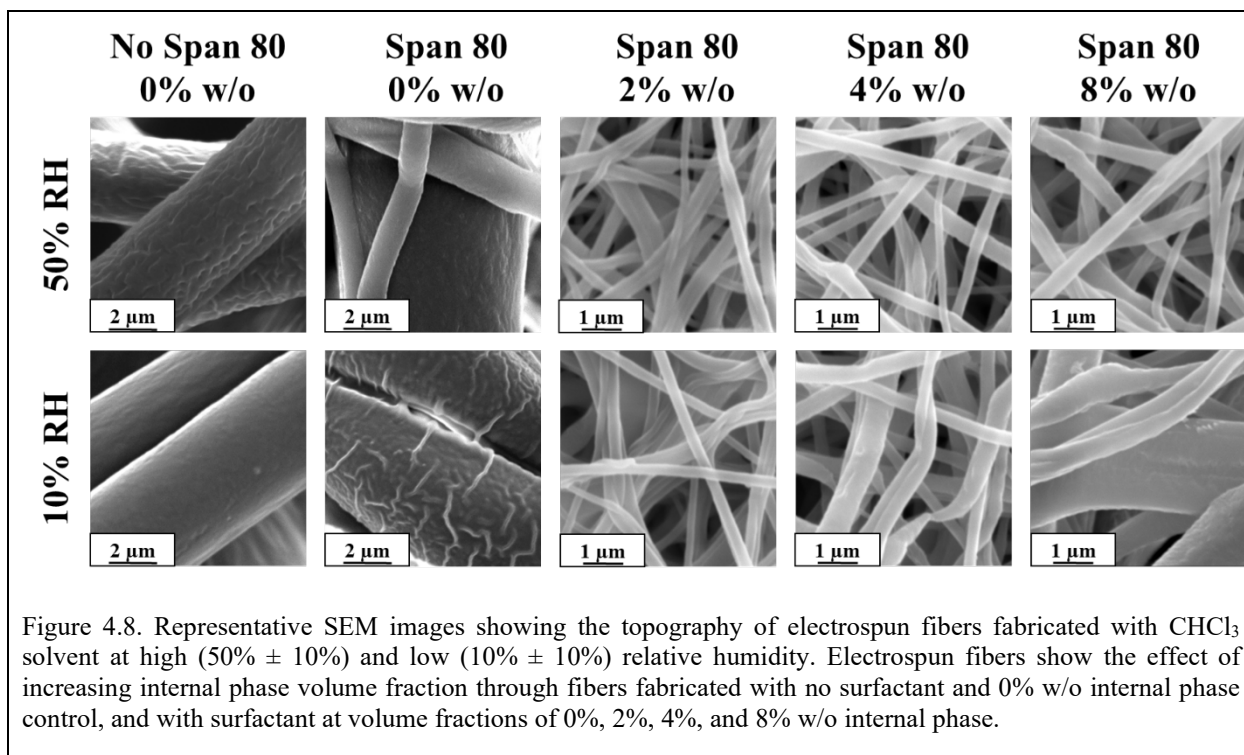 No Span 80 Span 80 Span 80 Span 80 Span 80
0% w/o 0% w/o 2% w/o 4% w/o 8% w/o
50% RH
2 µm 2 µm 1 µm 1 µm 1 µm
10% RH
2 µm 2 µm 1 µm 1 µm 1 µm
Figure 4.8. Representative SEM images showing the topography of electrospun fibers fabricated with CHCl₃
solvent at high (50% ± 10%) and low (10% ± 10%) relative humidity. Electrospun fibers show the effect of
increasing internal phase volume fraction through fibers fabricated with no surfactant and 0% w/o internal phase
control, and with surfactant at volume fractions of 0%, 2%, 4%, and 8% w/o internal phase.